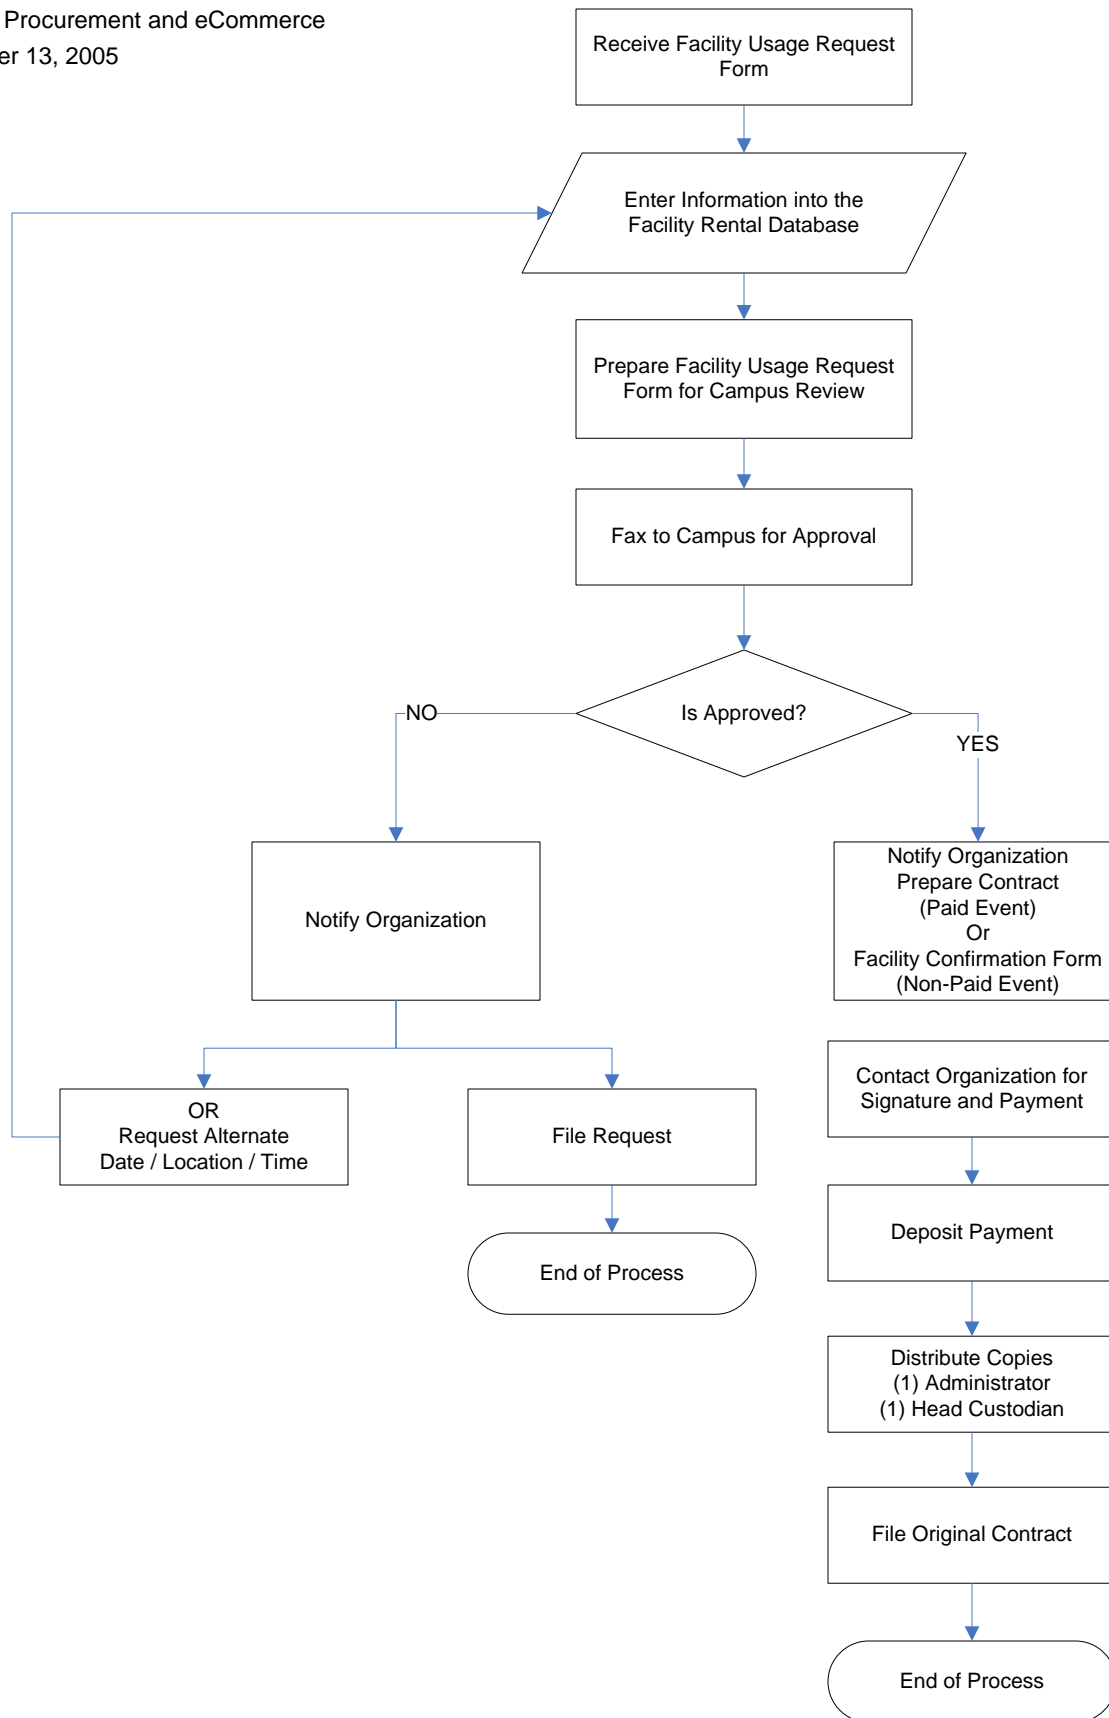 Procurement and eCommerce
er 13, 2005
Receive Facility Usage Request
Form
Enter Information into the
Facility Rental Database
Prepare Facility Usage Request
Form for Campus Review
Fax to Campus for Approval
Is Approved?
NO
YES
Notify Organization
Notify Organization
Prepare Contract
(Paid Event)
Or
Facility Confirmation Form
(Non-Paid Event)
Contact Organization for
Signature and Payment
OR
Request Alternate
Date / Location / Time
File Request
Deposit Payment
End of Process
Distribute Copies
(1) Administrator
(1) Head Custodian
File Original Contract
End of Process